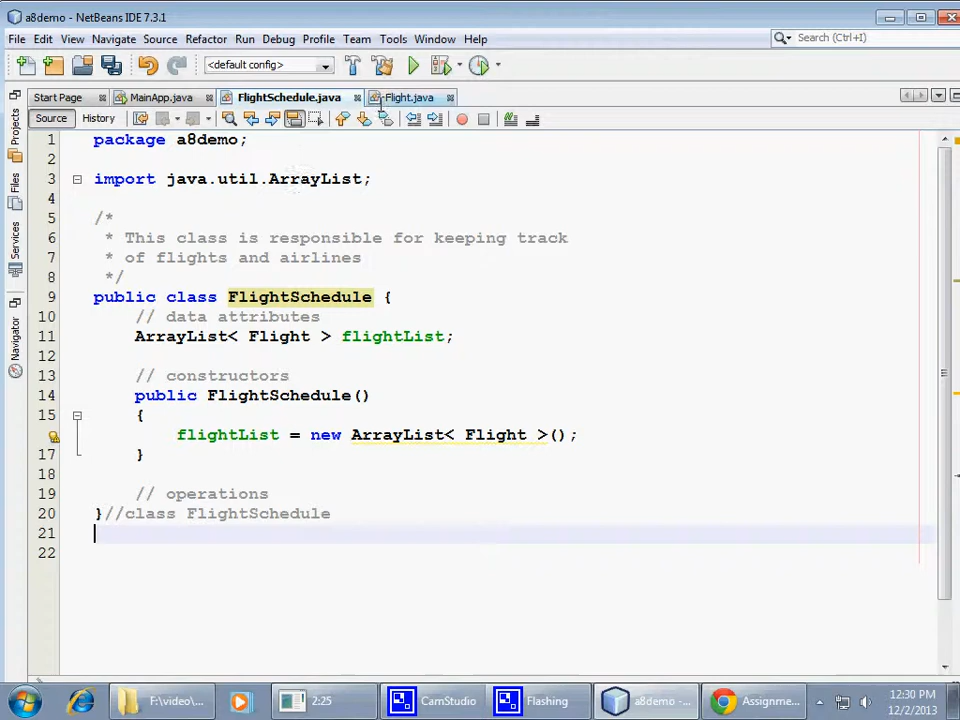 a8demo - NetBeans IDE 7.3.1
File Edit View Navigate Source Refactor Run Debug Profile Team Tools Window Help
Search (Ctrl+I)
<default config>
Start Page MainApp.java FlightSchedule.java Flight.java
Source History
Projects
Files
Services
Navigator
1 package a8demo;
2
3 import java.util.ArrayList;
4
5 /*
6 * This class is responsible for keeping track
7 * of flights and airlines
8 */
9 public class FlightSchedule {
10 // data attributes
11 ArrayList< Flight > flightList;
12
13 // constructors
14 public FlightSchedule()
15 {
flightList = new ArrayList< Flight >();
17 }
18
19 // operations
20 }//class FlightSchedule
21
22
F:\video\... 2:25 CamStudio Flashing a8demo -... Assignme...
12:30 PM
12/2/2013